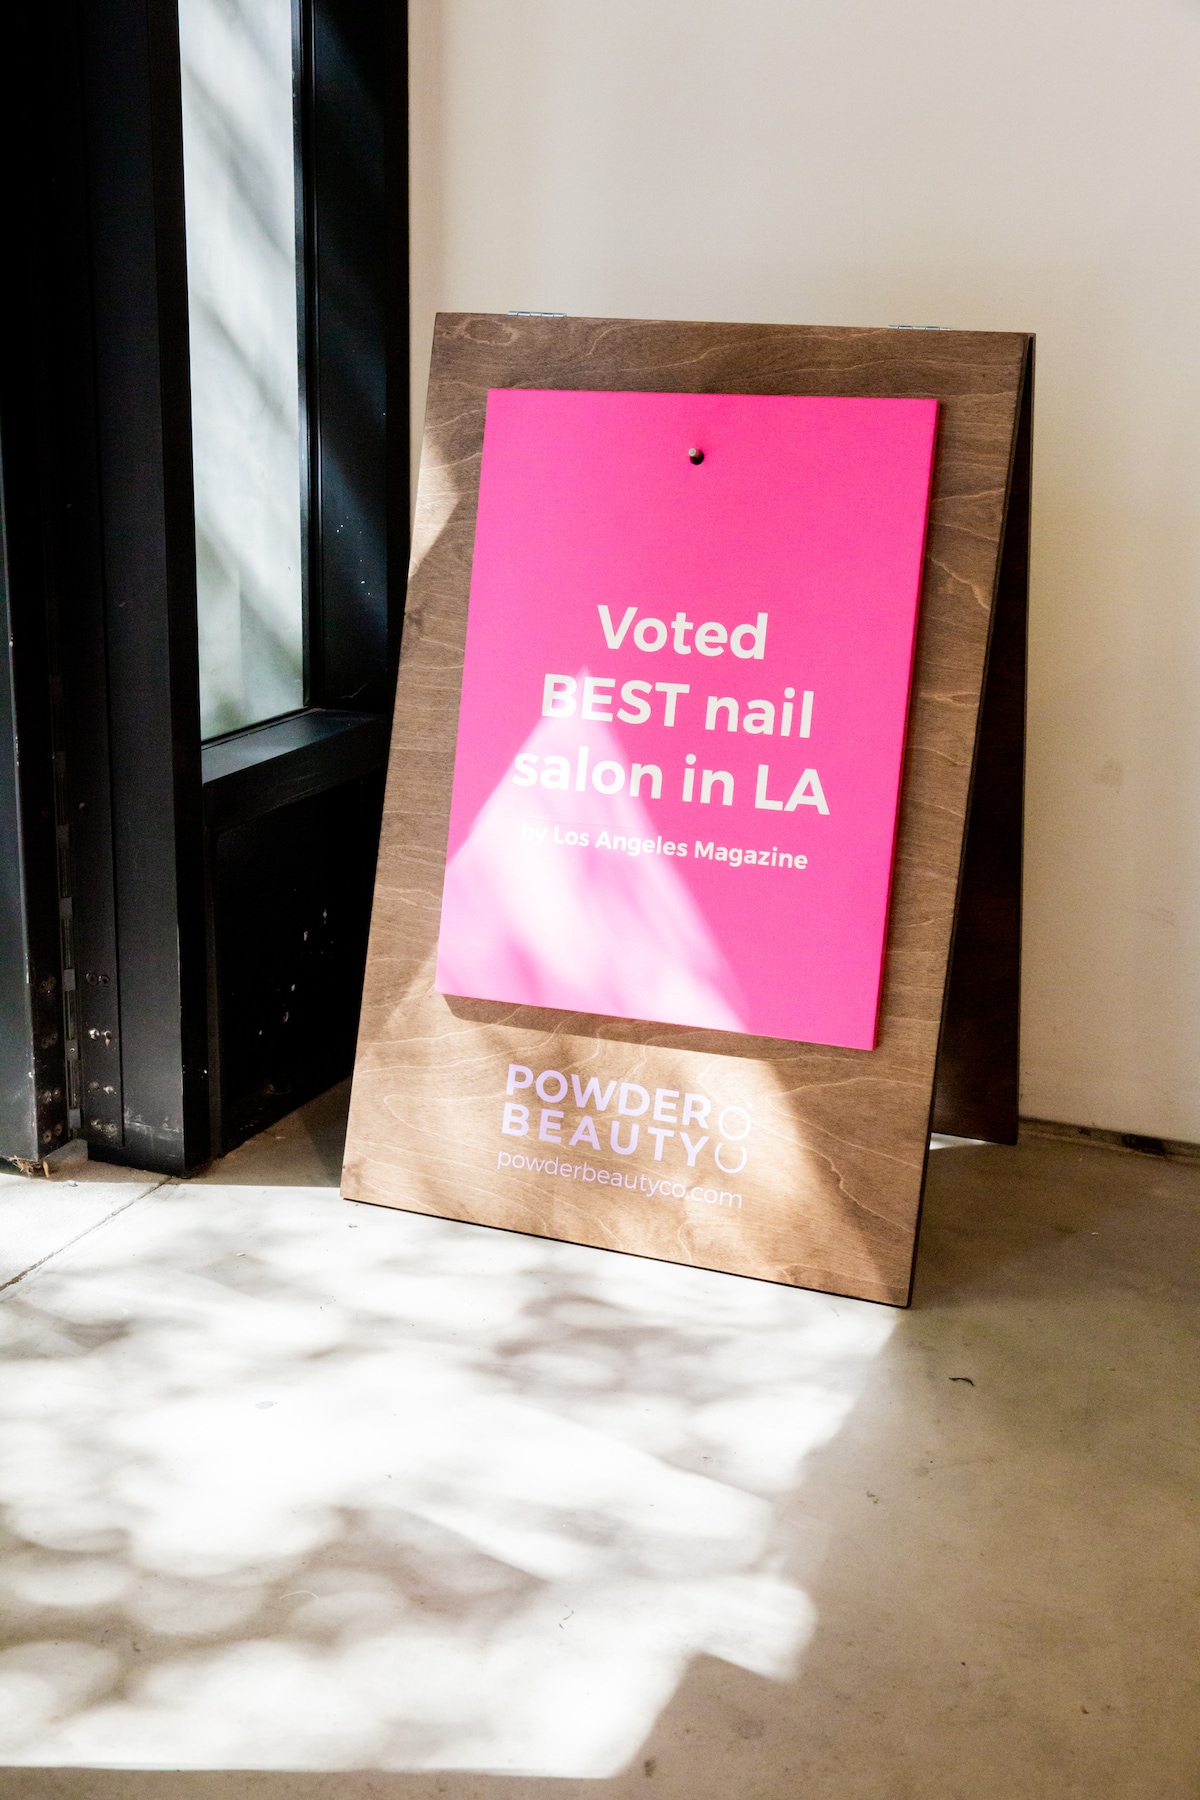 Voted
BEST nail
salon in LA
by Los Angeles Magazine
POWDER
BEAUTY CO.
powderbeautyco.com